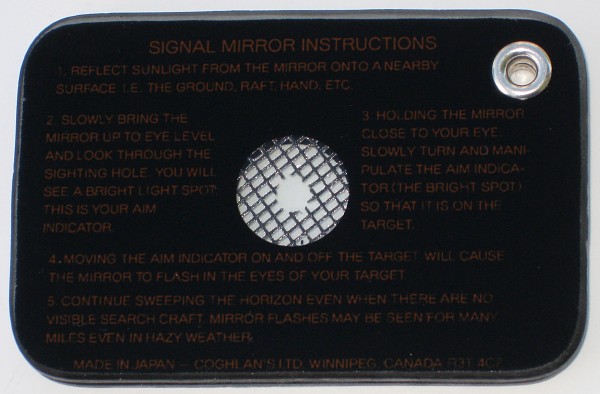 SIGNAL MIRROR INSTRUCTIONS
1. REFLECT SUNLIGHT FROM THE MIRROR ONTO A NEARBY
SURFACE I.E. THE GROUND, RAFT, HAND, ETC.
2. SLOWLY BRING THE
MIRROR UP TO EYE LEVEL
AND LOOK THROUGH THE
SIGHTING HOLE. YOU WILL
SEE A BRIGHT LIGHT SPOT.
THIS IS YOUR AIM
INDICATOR.
3. HOLDING THE MIRROR
CLOSE TO YOUR EYE,
SLOWLY TURN AND MANI-
PULATE THE AIM INDICA-
TOR (THE BRIGHT SPOT)
SO THAT IT IS ON THE
TARGET.
4. MOVING THE AIM INDICATOR ON AND OFF THE TARGET WILL CAUSE
THE MIRROR TO FLASH IN THE EYES OF YOUR TARGET.
5. CONTINUE SWEEPING THE HORIZON EVEN WHEN THERE ARE NO
VISIBLE SEARCH CRAFT. MIRROR FLASHES MAY BE SEEN FOR MANY
MILES EVEN IN HAZY WEATHER.
MADE IN JAPAN — COGHLAN'S LTD, WINNIPEG, CANADA R3T